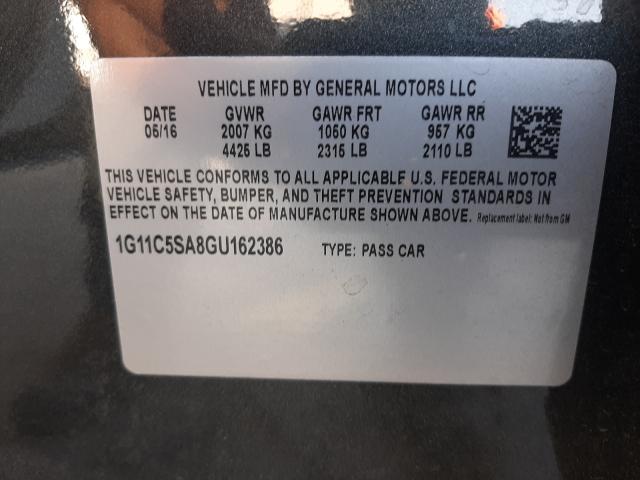 VEHICLE MFD BY GENERAL MOTORS LLC
DATE GVWR GAWR FRT GAWR RR
05/16 2007 KG 1050 KG 957 KG
4425 LB 2315 LB 2110 LB
THIS VEHICLE CONFORMS TO ALL APPLICABLE U.S. FEDERAL MOTOR
VEHICLE SAFETY, BUMPER, AND THEFT PREVENTION STANDARDS IN
EFFECT ON THE DATE OF MANUFACTURE SHOWN ABOVE. Replacement label: Not from GM
1G11C5SA8GU162386 TYPE: PASS CAR